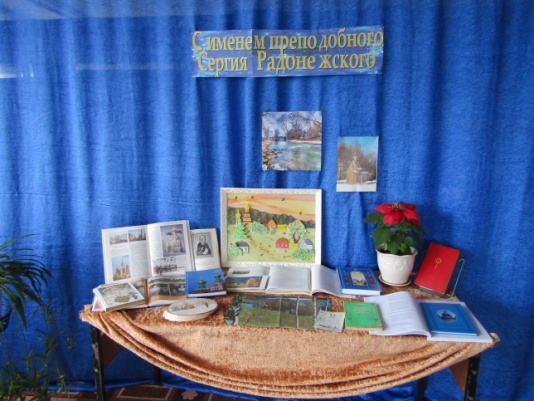 С именем преподобного
Сергия Радонежского